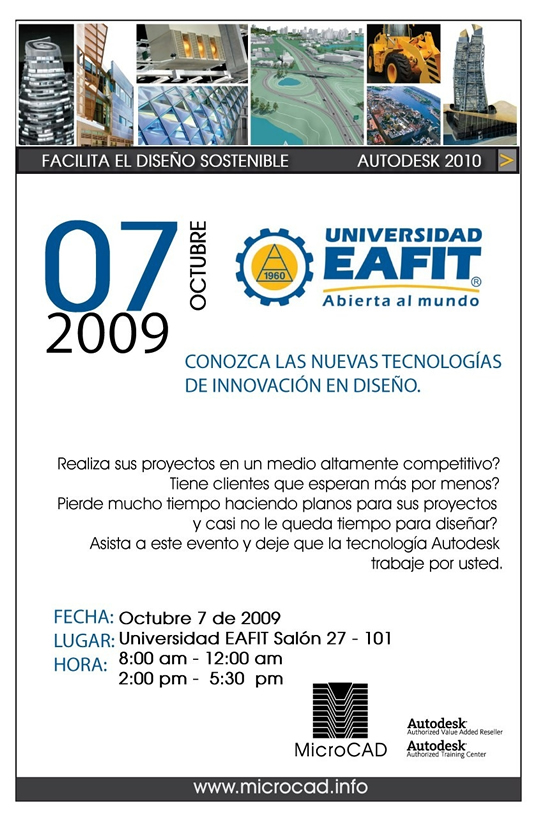 FACILITA EL DISEÑO SOSTENIBLE AUTODESK 2010 >
07
OCTUBRE
2009
1960
UNIVERSIDAD
EAFIT®
Abierta al mundo
CONOZCA LAS NUEVAS TECNOLOGÍAS
DE INNOVACIÓN EN DISEÑO.
Realiza sus proyectos en un medio altamente competitivo?
Tiene clientes que esperan más por menos?
Pierde mucho tiempo haciendo planos para sus proyectos
y casi no le queda tiempo para diseñar?
Asista a este evento y deje que la tecnología Autodesk
trabaje por usted.
FECHA: Octubre 7 de 2009
LUGAR: Universidad EAFIT Salón 27 - 101
HORA: 8:00 am - 12:00 am
2:00 pm - 5:30 pm
MicroCAD
Autodesk
Authorized Value Added Reseller
Autodesk
Authorized Training Center
www.microcad.info